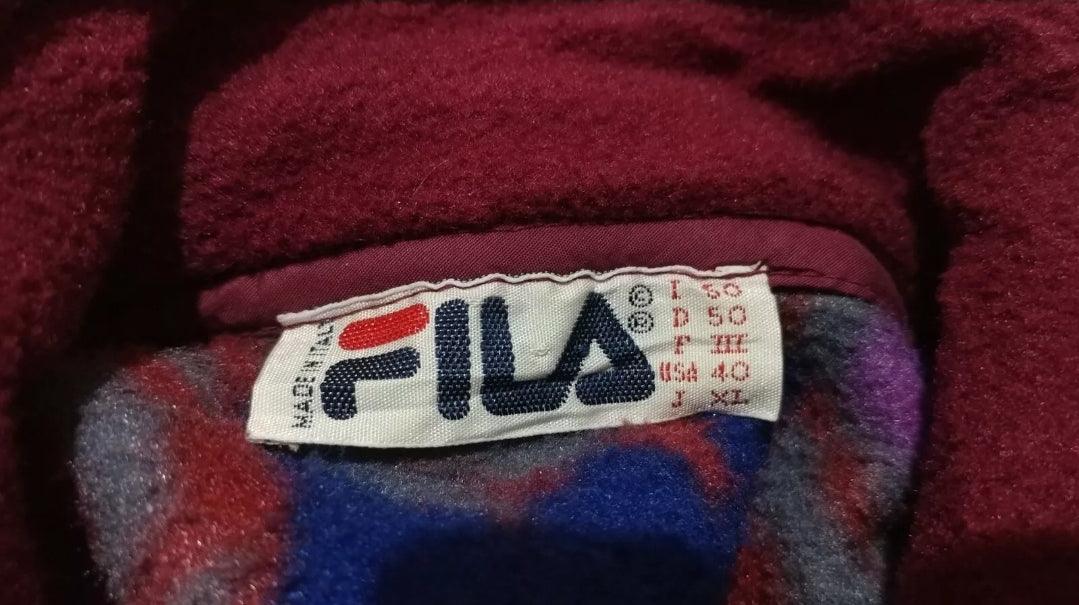 MADE IN ITALY
FILA
© ®
I 50
D 50
F III
USA 40
J XL